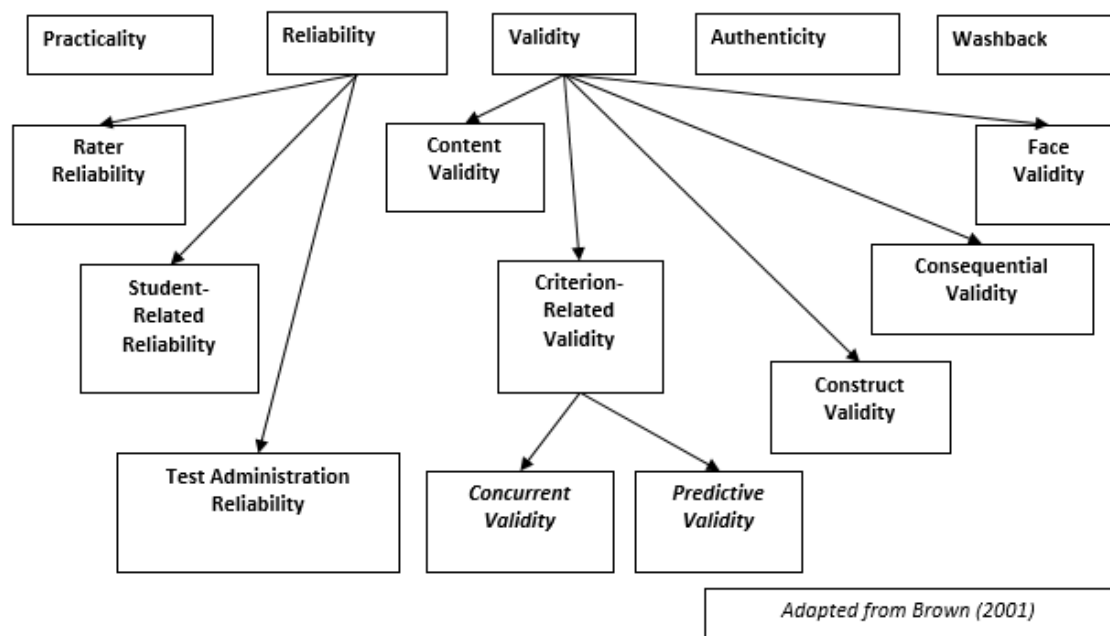 Practicality
Reliability
Validity
Authenticity
Washback
Rater
Reliability
Content
Validity
Face
Validity
Student-
Related
Reliability
Criterion-
Related
Validity
Consequential
Validity
Construct
Validity
Test Administration
Reliability
Concurrent
Validity
Predictive
Validity
Adapted from Brown (2001)